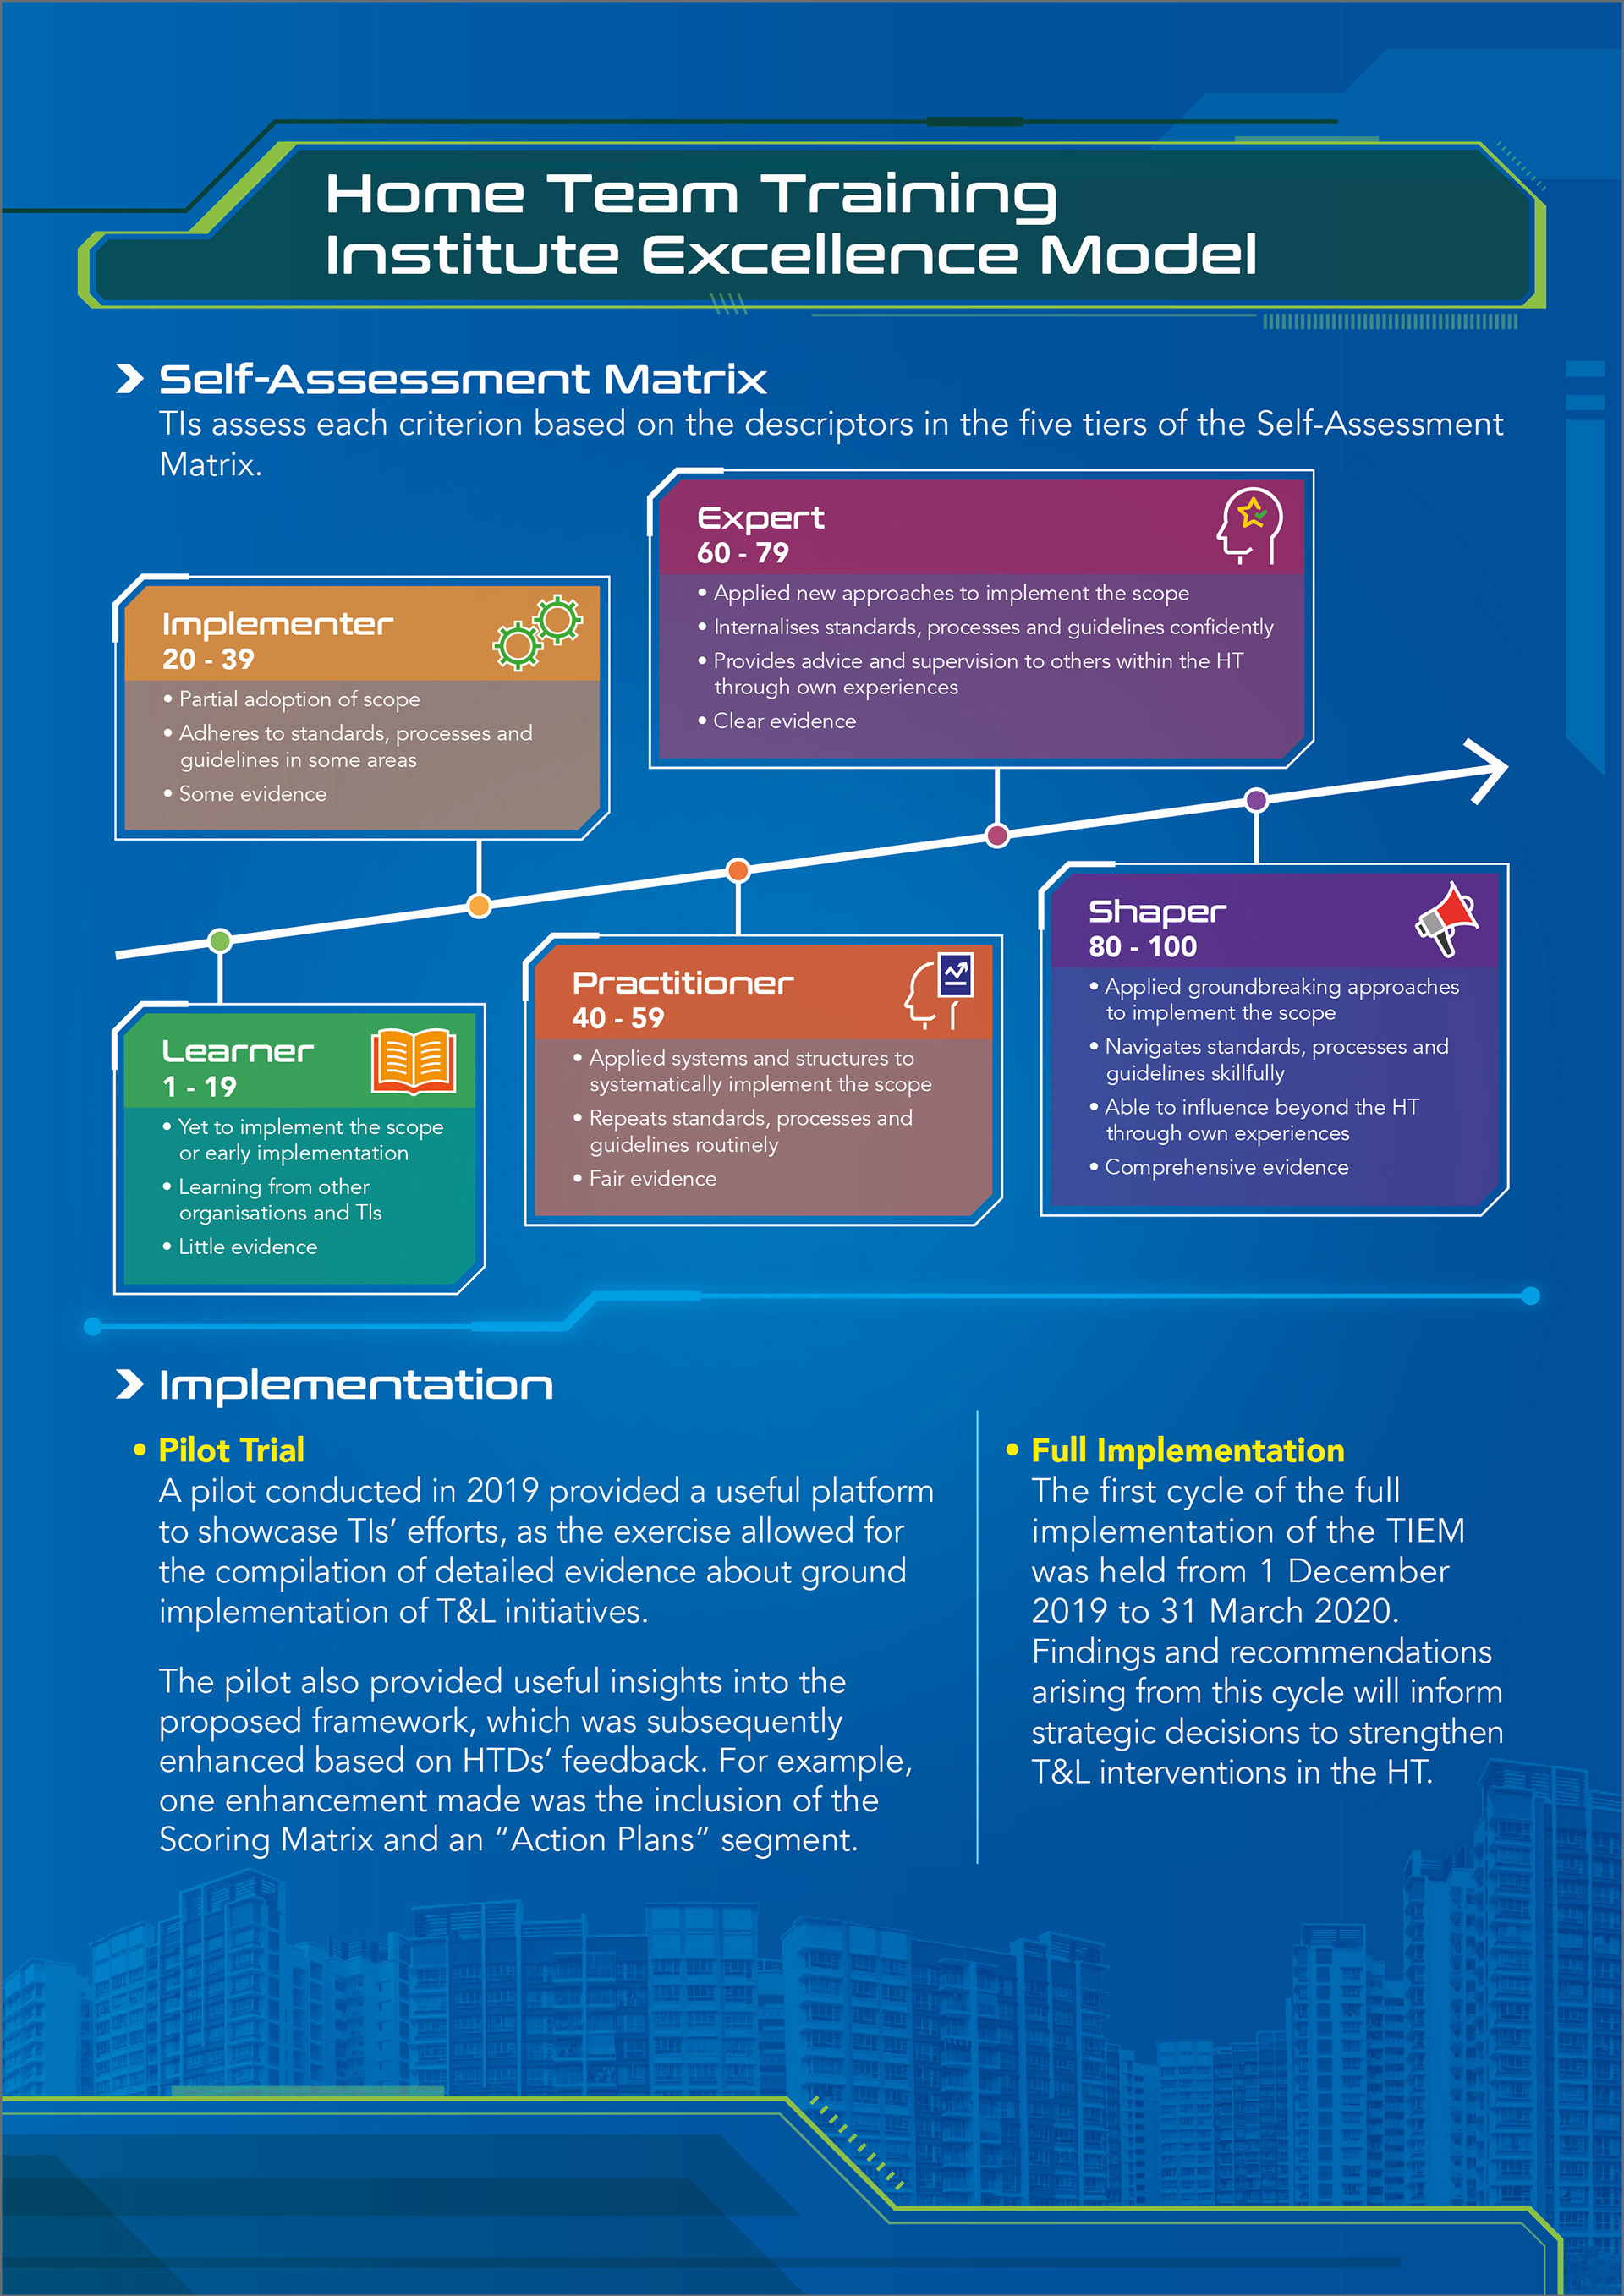 Home Team Training
Institute Excellence Model
Self-Assessment Matrix
TIs assess each criterion based on the descriptors in the five tiers of the Self-Assessment
Matrix.
Expert
60 - 79
• Applied new approaches to implement the scope
• Internalises standards, processes and guidelines confidently
• Provides advice and supervision to others within the HT
through own experiences
• Clear evidence
Implementer
20 - 39
• Partial adoption of scope
• Adheres to standards, processes and
guidelines in some areas
• Some evidence
Shaper
80 - 100
• Applied groundbreaking approaches
to implement the scope
• Navigates standards, processes and
guidelines skillfully
• Able to influence beyond the HT
through own experiences
• Comprehensive evidence
Practitioner
40 - 59
• Applied systems and structures to
systematically implement the scope
• Repeats standards, processes and
guidelines routinely
• Fair evidence
Learner
1 - 19
• Yet to implement the scope
or early implementation
• Learning from other
organisations and TIs
• Little evidence
Implementation
• Pilot Trial
A pilot conducted in 2019 provided a useful platform
to showcase TIs’ efforts, as the exercise allowed for
the compilation of detailed evidence about ground
implementation of T&L initiatives.
The pilot also provided useful insights into the
proposed framework, which was subsequently
enhanced based on HTDs’ feedback. For example,
one enhancement made was the inclusion of the
Scoring Matrix and an “Action Plans” segment.
• Full Implementation
The first cycle of the full
implementation of the TIEM
was held from 1 December
2019 to 31 March 2020.
Findings and recommendations
arising from this cycle will inform
strategic decisions to strengthen
T&L interventions in the HT.